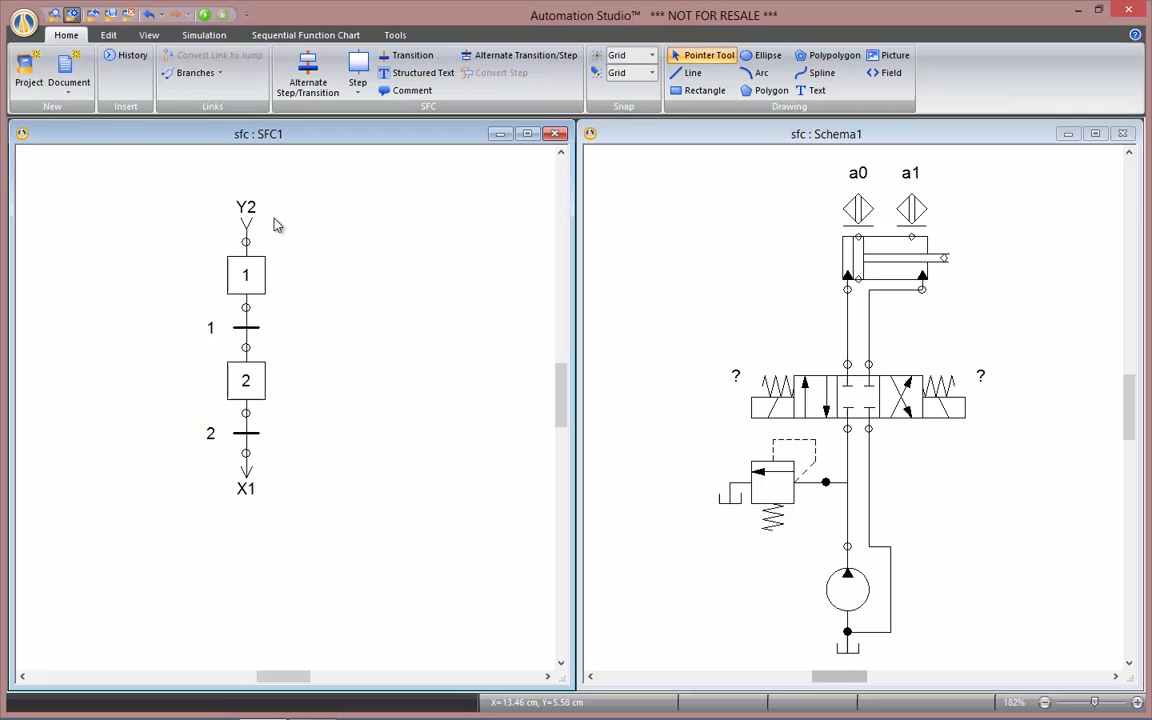 Automation Studio™ *** NOT FOR RESALE ***
Home Edit View Simulation Sequential Function Chart Tools
Project
Document
New
History
Insert
Convert Link to Jump
Branches
Links
Alternate
Step/Transition
Step
Transition
Structured Text
Comment
Alternate Transition/Step
Convert Step
SFC
Grid
Grid
Snap
Pointer Tool
Line
Rectangle
Ellipse
Arc
Polygon
Polypolygon
Spline
Text
Picture
Field
Drawing
sfc : SFC1
Y2
1
1
2
2
X1
sfc : Schema1
a0 a1
? ?
X=13.46 cm, Y=5.58 cm
182%